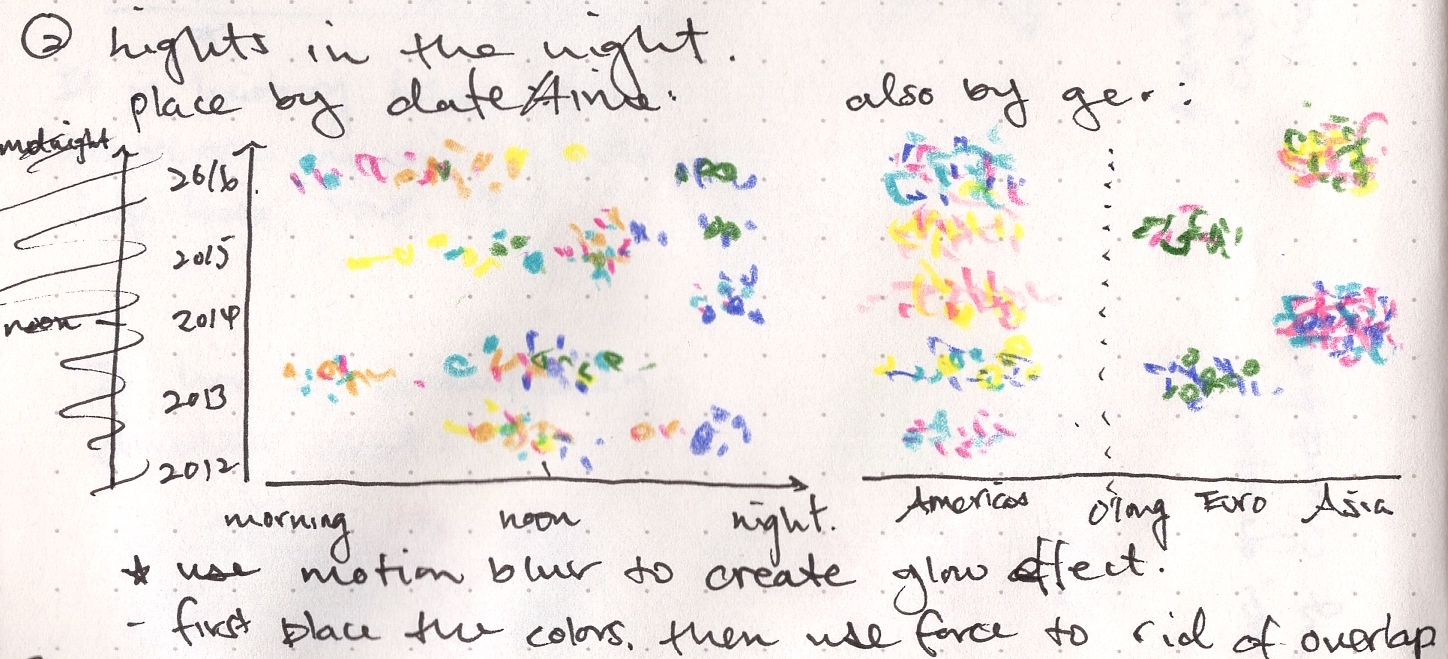 ② Lights in the night.
place by date/time: also by geo:
midnight
2016
2015
noon
2014
2013
2012
morning noon night. Americas 0°long Euro Asia
* use motion blur to create glow effect.
- first place the colors. then use force to rid of overlap